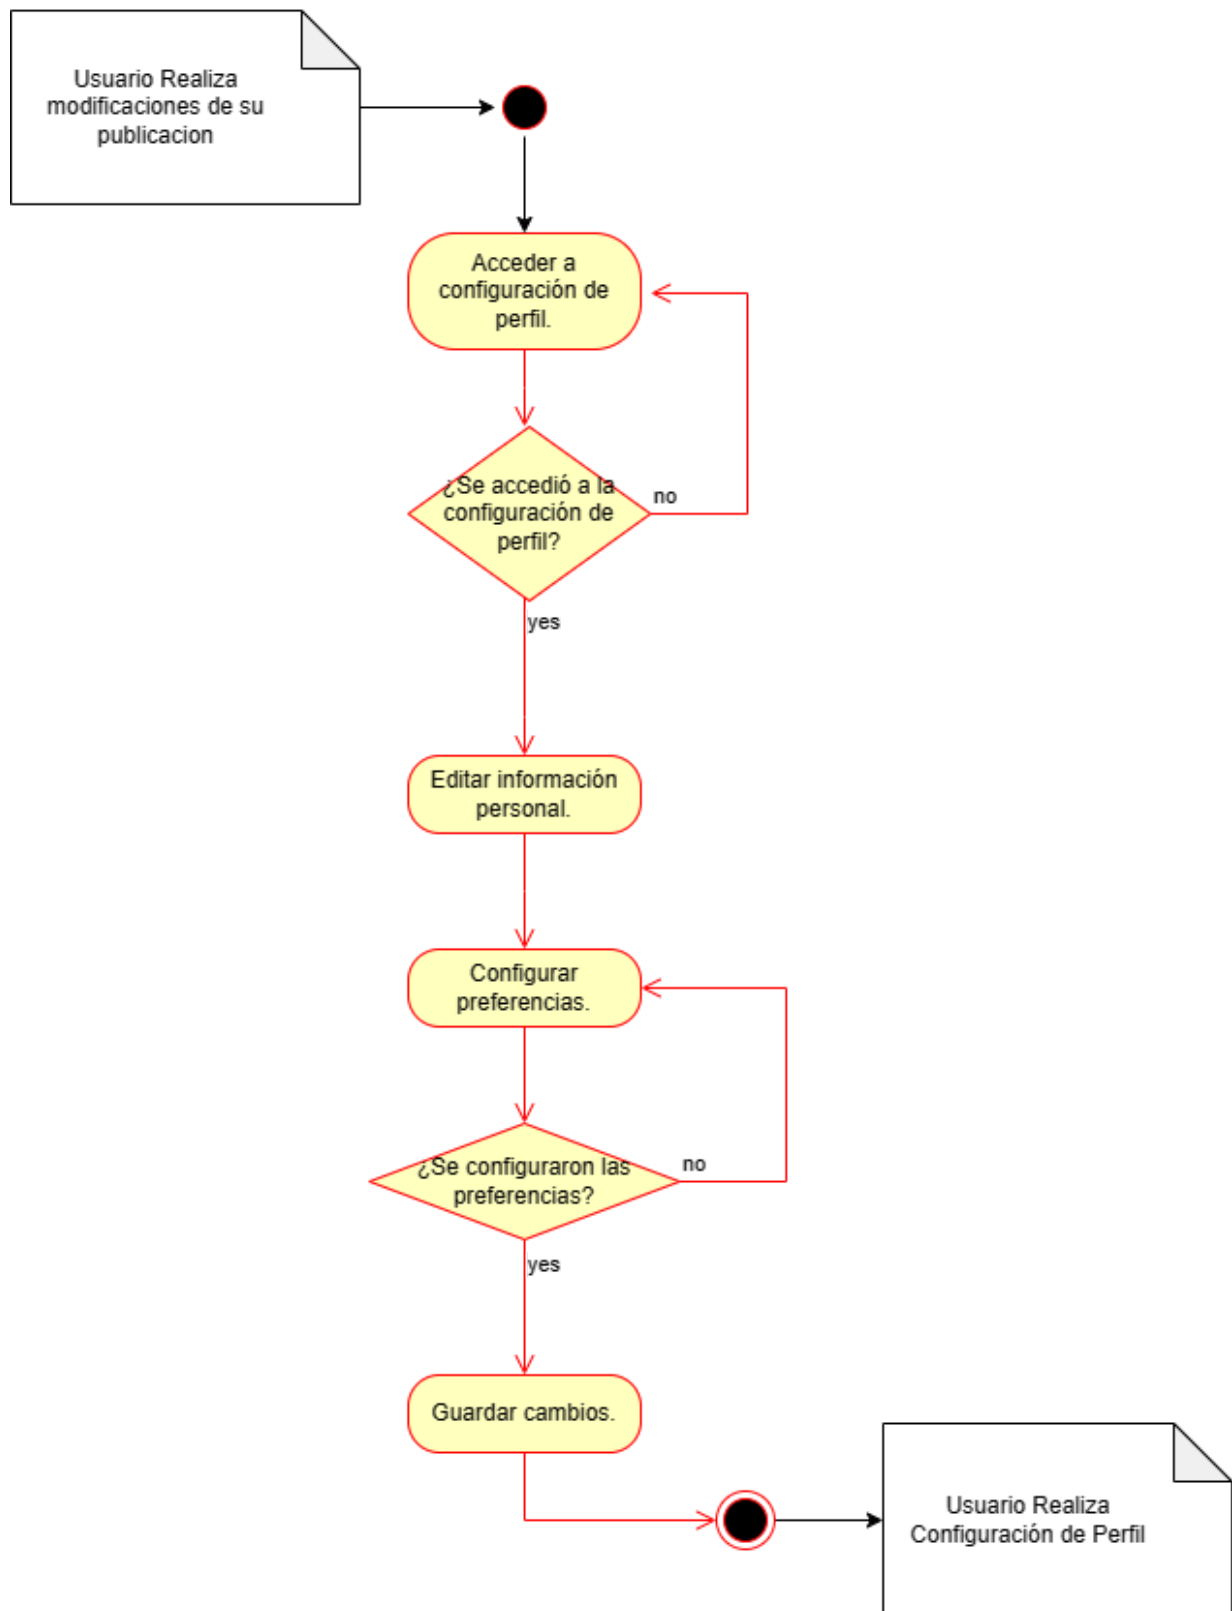 Usuario Realiza
modificaciones de su
publicacion
Acceder a
configuración de
perfil.
¿Se accedió a la
configuración de
perfil?
no
yes
Editar información
personal.
Configurar
preferencias.
¿Se configuraron las
preferencias?
no
yes
Guardar cambios.
Usuario Realiza
Configuración de Perfil